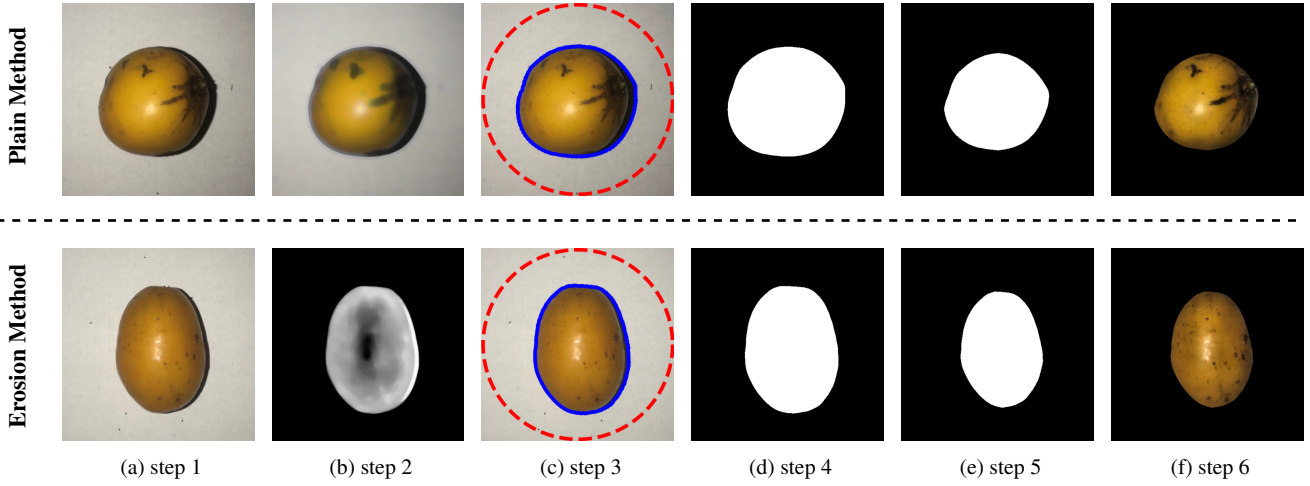 Plain Method
Erosion Method
(a) step 1
(b) step 2
(c) step 3
(d) step 4
(e) step 5
(f) step 6